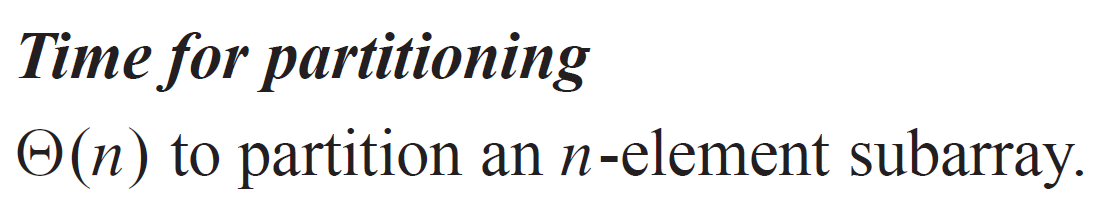 Time for partitioning
Θ(n) to partition an n-element subarray.